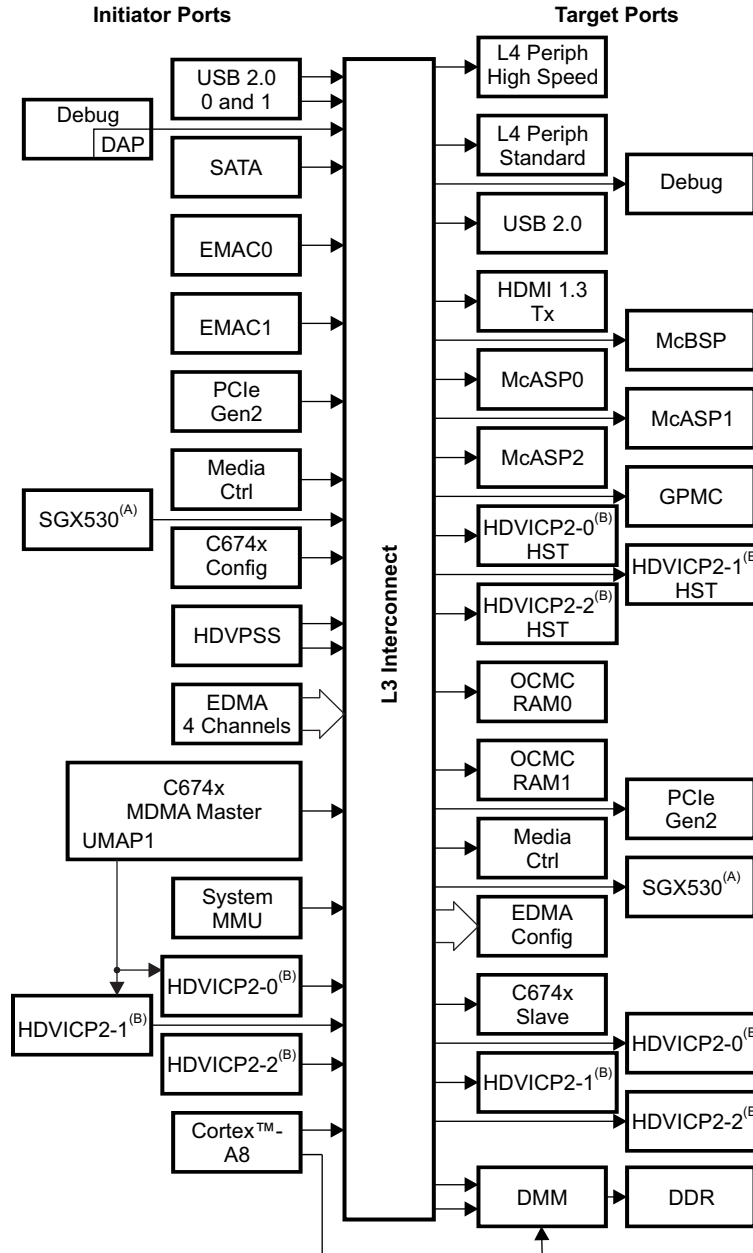 Initiator Ports
Target Ports
USB 2.0
0 and 1
Debug
DAP
SATA
EMAC0
EMAC1
PCIe
Gen2
Media
Ctrl
SGX530(A)
C674x
Config
HDVPSS
EDMA
4 Channels
C674x
MDMA Master
UMAP1
System
MMU
HDVICP2-0(B)
HDVICP2-1(B)
HDVICP2-2(B)
Cortex™-
A8
L3 Interconnect
L4 Periph
High Speed
L4 Periph
Standard
Debug
USB 2.0
HDMI 1.3
Tx
McBSP
McASP0
McASP1
McASP2
GPMC
HDVICP2-0(B)
HST
HDVICP2-1(B
HST
HDVICP2-2(B)
HST
OCMC
RAM0
OCMC
RAM1
PCIe
Gen2
Media
Ctrl
SGX530(A)
EDMA
Config
C674x
Slave
HDVICP2-0(B
HDVICP2-1(B)
HDVICP2-2(B
DMM
DDR